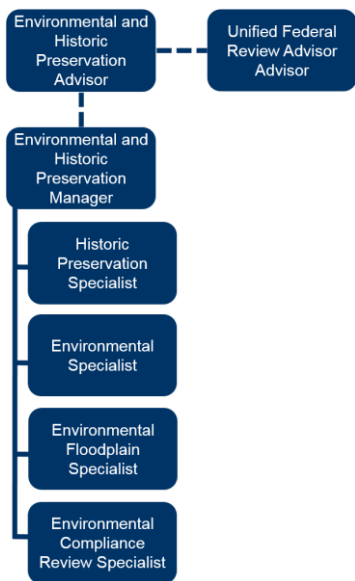 Environmental and
Historic
Preservation
Advisor
Unified Federal
Review Advisor
Advisor
Environmental and
Historic
Preservation
Manager
Historic
Preservation
Specialist
Environmental
Specialist
Environmental
Floodplain
Specialist
Environmental
Compliance
Review Specialist